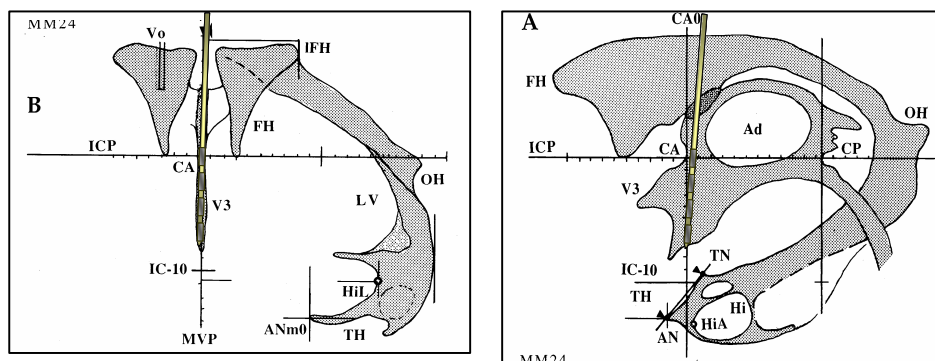 MM24
Vo
lFH
B
FH
ICP
CA
OH
LV
V3
IC-10
HiL
ANm0
TH
MVP
A
CA0
FH
OH
Ad
ICP
CA
CP
V3
IC-10
TN
TH
Hi
HiA
AN
MM24